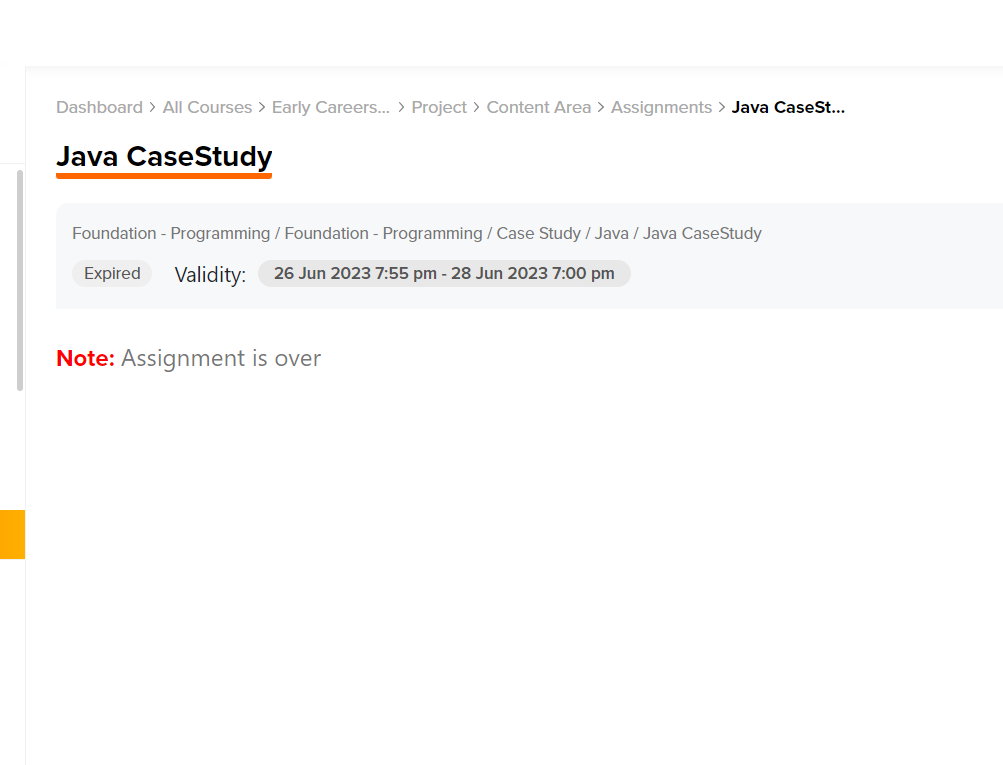 Dashboard > All Courses > Early Careers... > Project > Content Area > Assignments > Java CaseSt...
Java CaseStudy
Foundation - Programming / Foundation - Programming / Case Study / Java / Java CaseStudy
Expired Validity: 26 Jun 2023 7:55 pm - 28 Jun 2023 7:00 pm
Note: Assignment is over